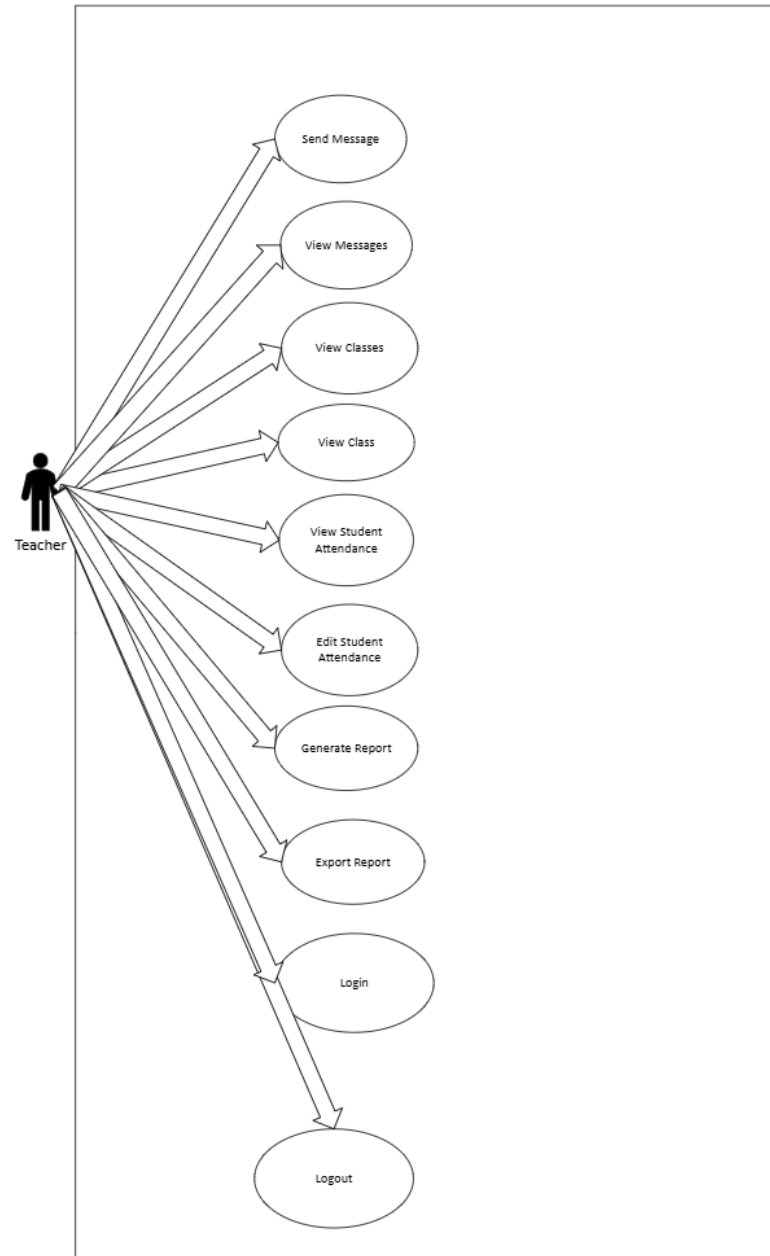 Send Message
View Messages
View Classes
View Class
Teacher
View Student
Attendance
Edit Student
Attendance
Generate Report
Export Report
Login
Logout